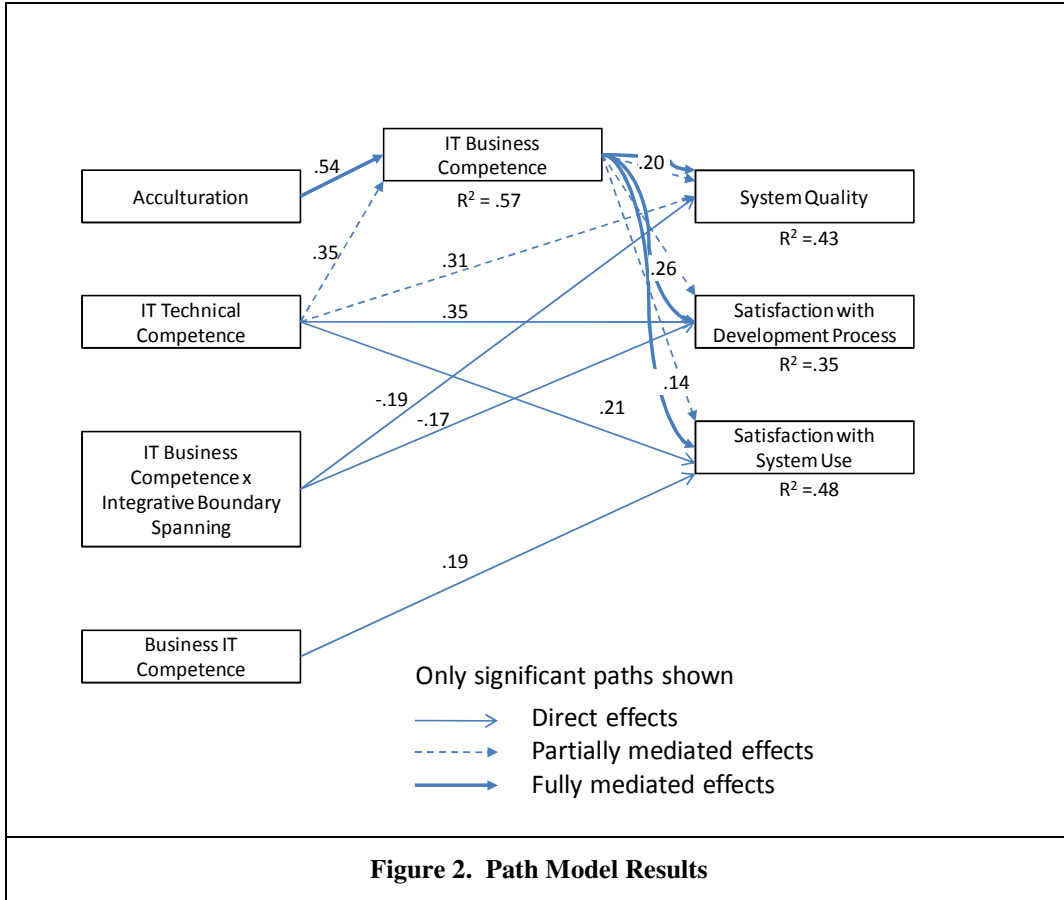 IT Business
Competence
R² = .57
.54
.20
Acculturation
System Quality
R² =.43
.35
.31
.26
IT Technical
Competence
.35
Satisfaction with
Development Process
R² =.35
-.19
-.17
.21
.14
IT Business
Competence x
Integrative Boundary
Spanning
Satisfaction with
System Use
R² =.48
.19
Business IT
Competence
Only significant paths shown
Direct effects
Partially mediated effects
Fully mediated effects
Figure 2. Path Model Results